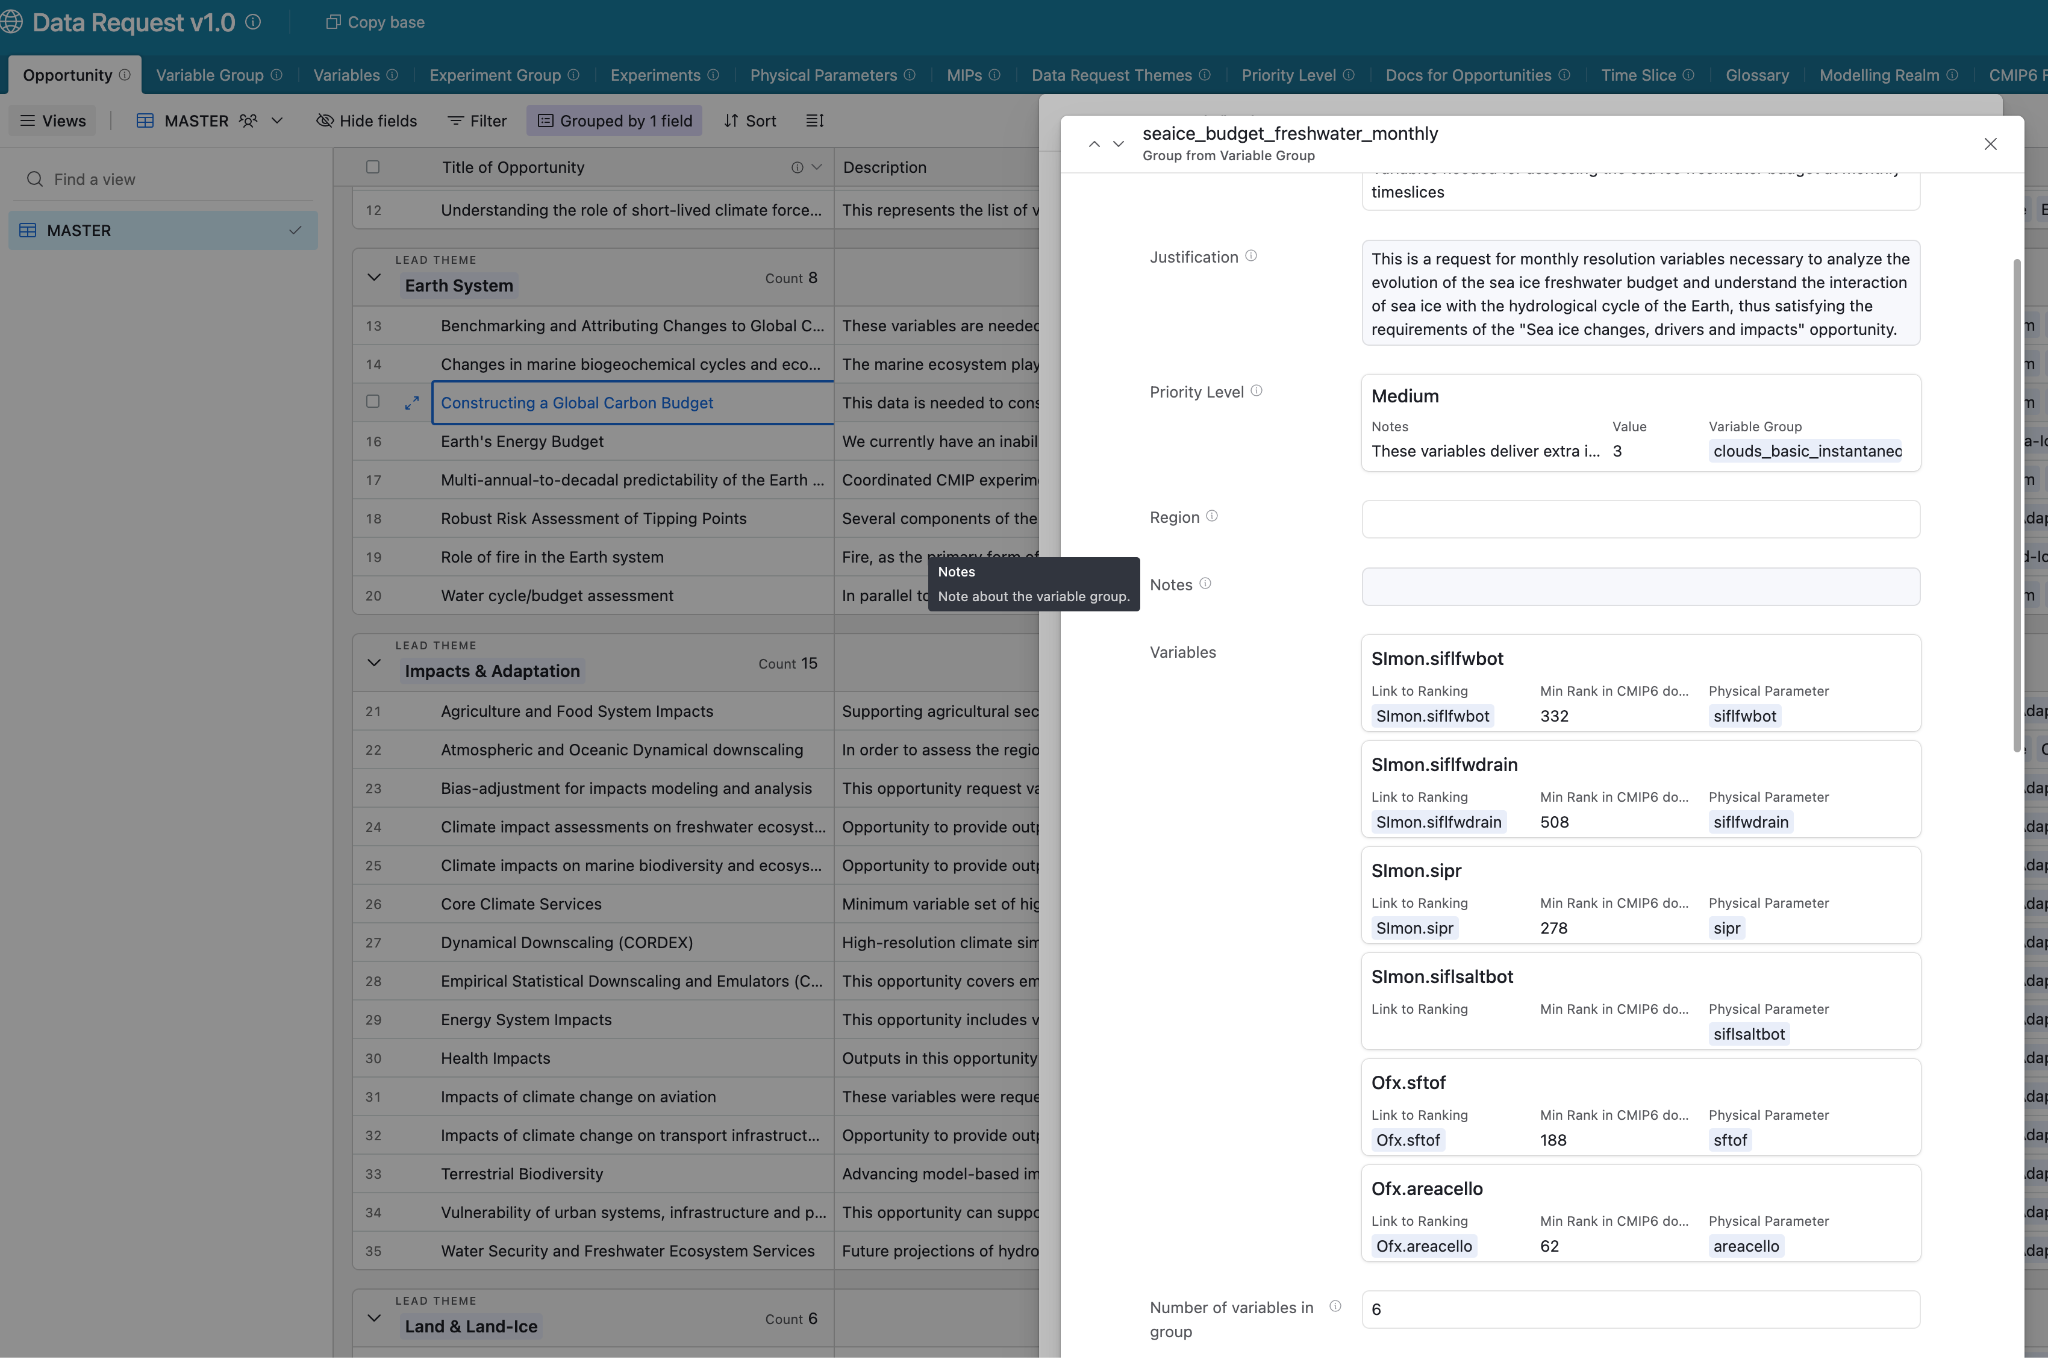 Data Request v1.0
Copy base
Opportunity
Variable Group
Variables
Experiment Group
Experiments
Physical Parameters
MIPs
Data Request Themes
Priority Level
Docs for Opportunities
Time Slice
Glossary
Modelling Realm
CMIP6 F
Views
MASTER
Hide fields
Filter
Grouped by 1 field
Sort
Find a view
MASTER
Title of Opportunity
Description
12 Understanding the role of short-lived climate force... This represents the list of v
LEAD THEME
Earth System
Count 8
13 Benchmarking and Attributing Changes to Global C... These variables are needed
14 Changes in marine biogeochemical cycles and eco... The marine ecosystem play
Constructing a Global Carbon Budget This data is needed to cons
16 Earth's Energy Budget We currently have an inabil
17 Multi-annual-to-decadal predictability of the Earth ... Coordinated CMIP experim
18 Robust Risk Assessment of Tipping Points Several components of the
19 Role of fire in the Earth system Fire, as the primary form of
20 Water cycle/budget assessment In parallel to
Notes
Note about the variable group.
LEAD THEME
Impacts & Adaptation
Count 15
21 Agriculture and Food System Impacts Supporting agricultural sec
22 Atmospheric and Oceanic Dynamical downscaling In order to assess the regio
23 Bias-adjustment for impacts modeling and analysis This opportunity request va
24 Climate impact assessments on freshwater ecosyst... Opportunity to provide outp
25 Climate impacts on marine biodiversity and ecosys... Opportunity to provide outp
26 Core Climate Services Minimum variable set of hig
27 Dynamical Downscaling (CORDEX) High-resolution climate sim
28 Empirical Statistical Downscaling and Emulators (C... This opportunity covers em
29 Energy System Impacts This opportunity includes v
30 Health Impacts Outputs in this opportunity
31 Impacts of climate change on aviation These variables were reque
32 Impacts of climate change on transport infrastruct... Opportunity to provide outp
33 Terrestrial Biodiversity Advancing model-based im
34 Vulnerability of urban systems, infrastructure and p... This opportunity can suppo
35 Water Security and Freshwater Ecosystem Services Future projections of hydro
LEAD THEME
Land & Land-Ice
Count 6
seaice_budget_freshwater_monthly
Group from Variable Group
Variables needed for assessing the sea ice freshwater budget at monthly
timeslices
Justification
This is a request for monthly resolution variables necessary to analyze the
evolution of the sea ice freshwater budget and understand the interaction
of sea ice with the hydrological cycle of the Earth, thus satisfying the
requirements of the "Sea ice changes, drivers and impacts" opportunity.
Priority Level
Medium
Notes Value Variable Group
These variables deliver extra i... 3 clouds_basic_instantaneo
Region
Notes
Variables
SImon.siflfwbot
Link to Ranking Min Rank in CMIP6 do... Physical Parameter
SImon.siflfwbot 332 siflfwbot
SImon.siflfwdrain
Link to Ranking Min Rank in CMIP6 do... Physical Parameter
SImon.siflfwdrain 508 siflfwdrain
SImon.sipr
Link to Ranking Min Rank in CMIP6 do... Physical Parameter
SImon.sipr 278 sipr
SImon.siflsaltbot
Link to Ranking Min Rank in CMIP6 do... Physical Parameter
siflsaltbot
Ofx.sftof
Link to Ranking Min Rank in CMIP6 do... Physical Parameter
Ofx.sftof 188 sftof
Ofx.areacello
Link to Ranking Min Rank in CMIP6 do... Physical Parameter
Ofx.areacello 62 areacello
Number of variables in
group
6